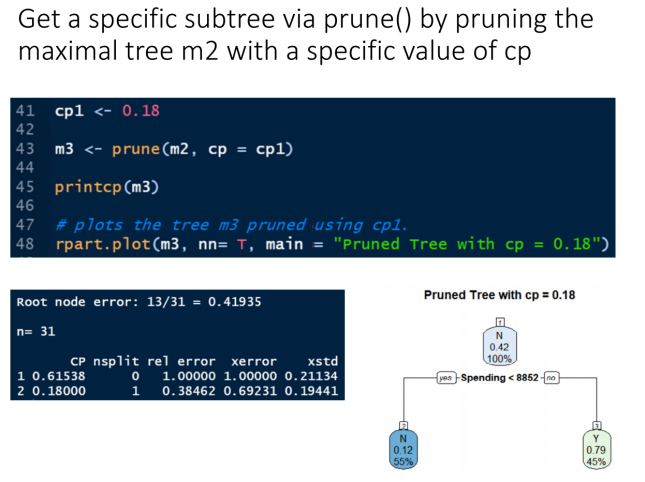 Get a specific subtree via prune() by pruning the
maximal tree m2 with a specific value of cp
41 cp1 <- 0.18
42
43 m3 <- prune(m2, cp = cp1)
44
45 printcp(m3)
46
47 # plots the tree m3 pruned using cp1.
48 rpart.plot(m3, nn= T, main = "Pruned Tree with cp = 0.18")
Root node error: 13/31 = 0.41935
n= 31
CP nsplit rel error xerror xstd
1 0.61538 0 1.00000 1.00000 0.21134
2 0.18000 1 0.38462 0.69231 0.19441
Pruned Tree with cp = 0.18
1
N
0.42
100%
yes Spending < 8852 no
2
N
0.12
55%
3
Y
0.79
45%